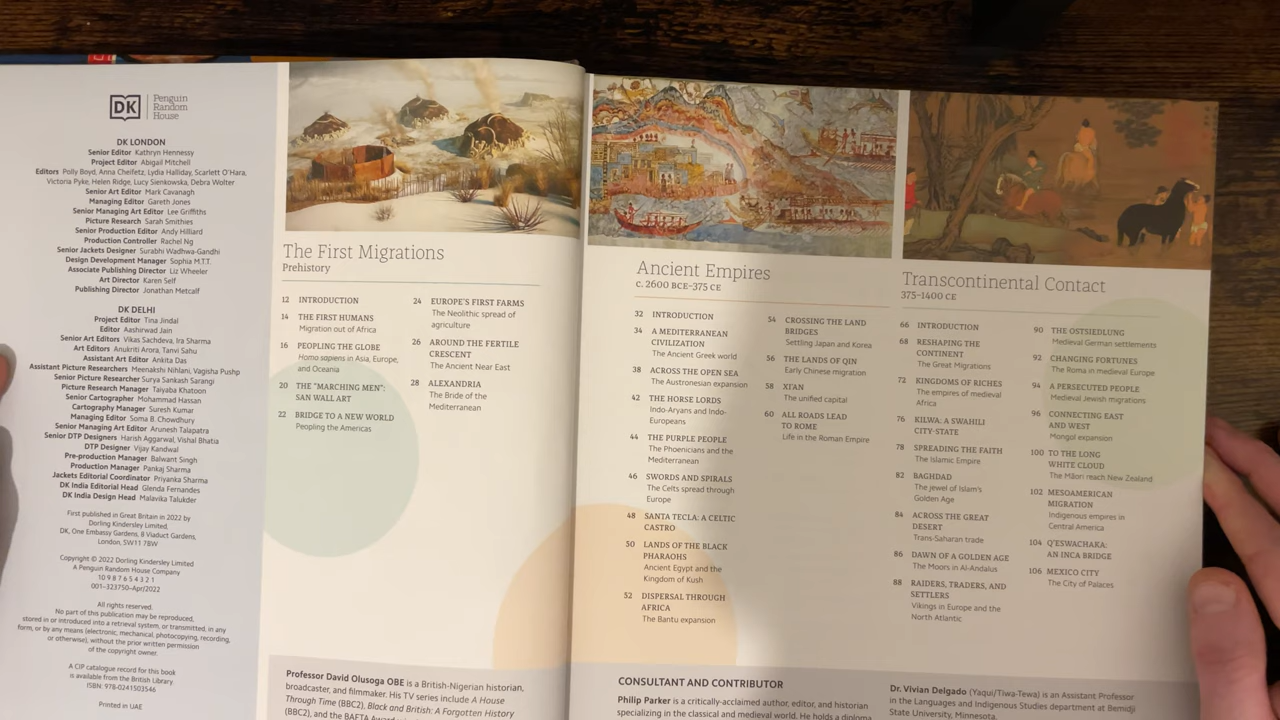 DK
Penguin
Random
House
DK LONDON
Senior Editor Kathryn Hennessy
Project Editor Abigail Mitchell
Editors Polly Boyd, Anna Cheifetz, Lydia Halliday, Scarlett O'Hara,
Victoria Pyke, Helen Ridge, Lucy Sienkowska, Debra Wolter
Senior Art Editor Mark Cavanagh
Managing Editor Gareth Jones
Senior Managing Art Editor Lee Griffiths
Picture Research Sarah Smithies
Senior Production Editor Andy Hilliard
Production Controller Rachel Ng
Senior Jackets Designer Surabhi Wadhwa-Gandhi
Design Development Manager Sophia M.T.T.
Associate Publishing Director Liz Wheeler
Art Director Karen Self
Publishing Director Jonathan Metcalf
DK DELHI
Project Editor Tina Jindal
Editor Aashirwad Jain
Senior Art Editors Vikas Sachdeva, Ira Sharma
Art Editors Anukriti Arora, Tanvi Sahu
Assistant Art Editor Ankita Das
Assistant Picture Researchers Meenakshi Nihlani, Vagisha Pushp
Senior Picture Researcher Surya Sankash Sarangi
Picture Research Manager Taiyaba Khatoon
Senior Cartographer Mohammad Hassan
Cartography Manager Suresh Kumar
Managing Editor Soma B. Chowdhury
Senior Managing Art Editor Arunesh Talapatra
Senior DTP Designers Harish Aggarwal, Vishal Bhatia
DTP Designer Vijay Kandwal
Pre-production Manager Balwant Singh
Production Manager Pankaj Sharma
Jackets Editorial Coordinator Priyanka Sharma
DK India Editorial Head Glenda Fernandes
DK India Design Head Malavika Talukder
First published in Great Britain in 2022 by
Dorling Kindersley Limited,
DK, One Embassy Gardens, 8 Viaduct Gardens,
London, SW11 7BW
Copyright © 2022 Dorling Kindersley Limited
A Penguin Random House Company
10 9 8 7 6 5 4 3 2 1
001–323750–Apr/2022
All rights reserved.
No part of this publication may be reproduced,
stored in or introduced into a retrieval system, or transmitted, in any
form, or by any means (electronic, mechanical, photocopying, recording,
or otherwise), without the prior written permission
of the copyright owner.
A CIP catalogue record for this book
is available from the British Library
ISBN: 978-0241503546
Printed in UAE
The First Migrations
Prehistory
12 INTRODUCTION
14 THE FIRST HUMANS
Migration out of Africa
16 PEOPLING THE GLOBE
Homo sapiens in Asia, Europe,
and Oceania
20 THE "MARCHING MEN":
SAN WALL ART
22 BRIDGE TO A NEW WORLD
Peopling the Americas
24 EUROPE'S FIRST FARMS
The Neolithic spread of
agriculture
26 AROUND THE FERTILE
CRESCENT
The Ancient Near East
28 ALEXANDRIA
The Bride of the
Mediterranean
Professor David Olusoga OBE is a British-Nigerian historian,
broadcaster, and filmmaker. His TV series include A House
Through Time (BBC2), Black and British: A Forgotten History
(BBC2), and the BAFTA
Ancient Empires
C. 2600 BCE–375 CE
32 INTRODUCTION
34 A MEDITERRANEAN
CIVILIZATION
The Ancient Greek world
38 ACROSS THE OPEN SEA
The Austronesian expansion
42 THE HORSE LORDS
Indo-Aryans and Indo-
Europeans
44 THE PURPLE PEOPLE
The Phoenicians and the
Mediterranean
46 SWORDS AND SPIRALS
The Celts spread through
Europe
48 SANTA TECLA: A CELTIC
CASTRO
50 LANDS OF THE BLACK
PHARAOHS
Ancient Egypt and the
Kingdom of Kush
52 DISPERSAL THROUGH
AFRICA
The Bantu expansion
54 CROSSING THE LAND
BRIDGES
Settling Japan and Korea
56 THE LANDS OF QIN
Early Chinese migration
58 XI'AN
The unified capital
60 ALL ROADS LEAD
TO ROME
Life in the Roman Empire
Transcontinental Contact
375–1400 CE
66 INTRODUCTION
68 RESHAPING THE
CONTINENT
The Great Migrations
72 KINGDOMS OF RICHES
The empires of medieval
Africa
76 KILWA: A SWAHILI
CITY-STATE
78 SPREADING THE FAITH
The Islamic Empire
82 BAGHDAD
The jewel of Islam's
Golden Age
84 ACROSS THE GREAT
DESERT
Trans-Saharan trade
86 DAWN OF A GOLDEN AGE
The Moors in Al-Andalus
88 RAIDERS, TRADERS, AND
SETTLERS
Vikings in Europe and the
North Atlantic
90 THE OSTSIEDLUNG
Medieval German settlements
92 CHANGING FORTUNES
The Roma in medieval Europe
94 A PERSECUTED PEOPLE
Medieval Jewish migrations
96 CONNECTING EAST
AND WEST
Mongol expansion
100 TO THE LONG
WHITE CLOUD
The Māori reach New Zealand
102 MESOAMERICAN
MIGRATION
Indigenous empires in
Central America
104 Q'ESWACHAKA:
AN INCA BRIDGE
106 MEXICO CITY
The City of Palaces
CONSULTANT AND CONTRIBUTOR
Philip Parker is a critically-acclaimed author, editor, and historian
specializing in the classical and medieval world. He holds a diploma
Dr. Vivian Delgado (Yaqui/Tiwa-Tewa) is an Assistant Professor
in the Languages and Indigenous Studies department at Bemidji
State University, Minnesota.